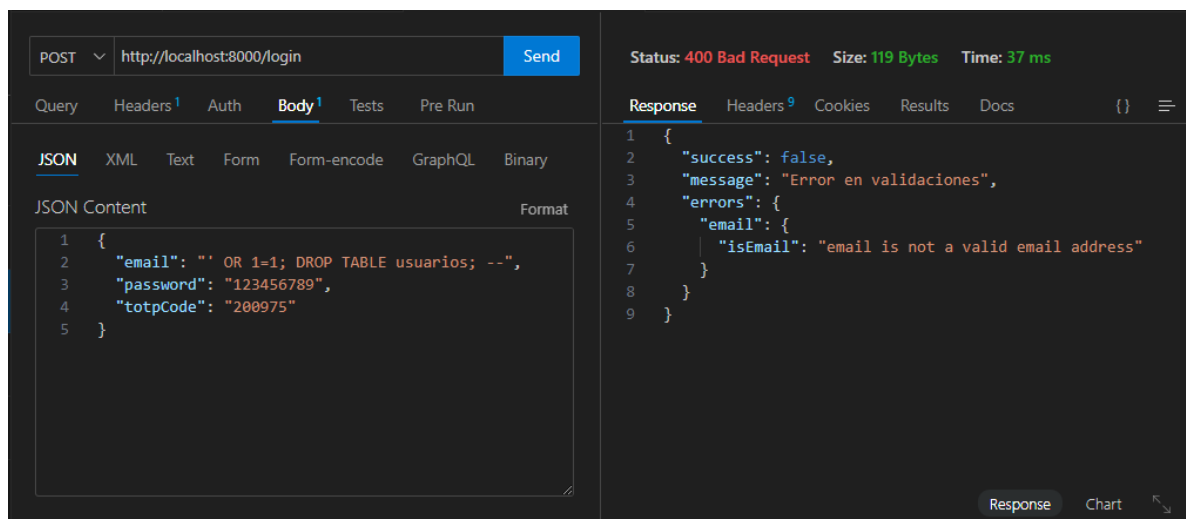 POST http://localhost:8000/login Send
Query Headers 1 Auth Body 1 Tests Pre Run
JSON XML Text Form Form-encode GraphQL Binary
JSON Content Format
1 {
2 "email": "' OR 1=1; DROP TABLE usuarios; --",
3 "password": "123456789",
4 "totpCode": "200975"
5 }
Status: 400 Bad Request Size: 119 Bytes Time: 37 ms
Response Headers 9 Cookies Results Docs {}
1 {
2 "success": false,
3 "message": "Error en validaciones",
4 "errors": {
5 "email": {
6 "isEmail": "email is not a valid email address"
7 }
8 }
9 }
Response Chart